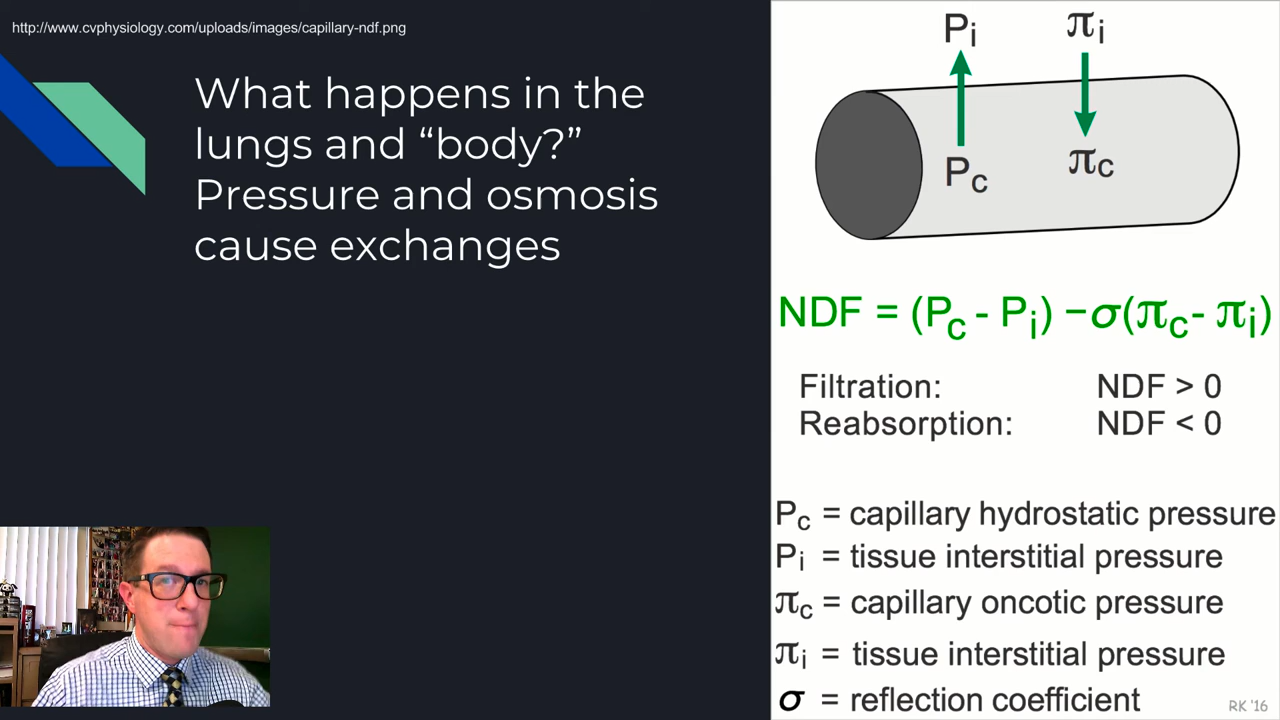 http://www.cvphysiology.com/uploads/images/capillary-ndf.png
What happens in the
lungs and “body?”
Pressure and osmosis
cause exchanges
Pi πi
Pc πc
NDF = (Pc - Pi) − σ(πc - πi)
Filtration: NDF > 0
Reabsorption: NDF < 0
Pc = capillary hydrostatic pressure
Pi = tissue interstitial pressure
πc = capillary oncotic pressure
πi = tissue interstitial pressure
σ = reflection coefficient
RK '16